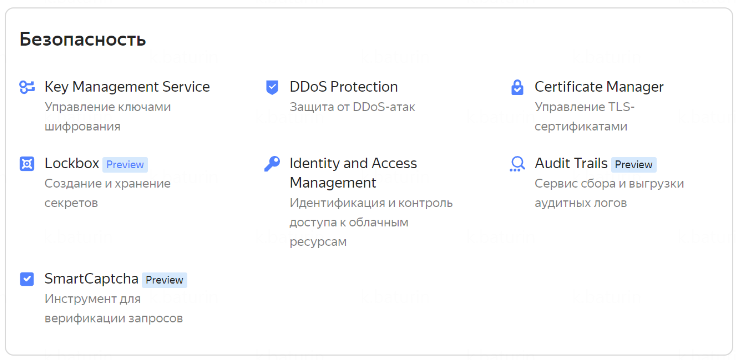 Безопасность
Key Management Service
Управление ключами
шифрования
DDoS Protection
Защита от DDoS-атак
Certificate Manager
Управление TLS-
сертификатами
Lockbox Preview
Создание и хранение
секретов
Identity and Access
Management
Идентификация и контроль
доступа к облачным
ресурсам
Audit Trails Preview
Сервис сбора и выгрузки
аудитных логов
SmartCaptcha Preview
Инструмент для
верификации запросов